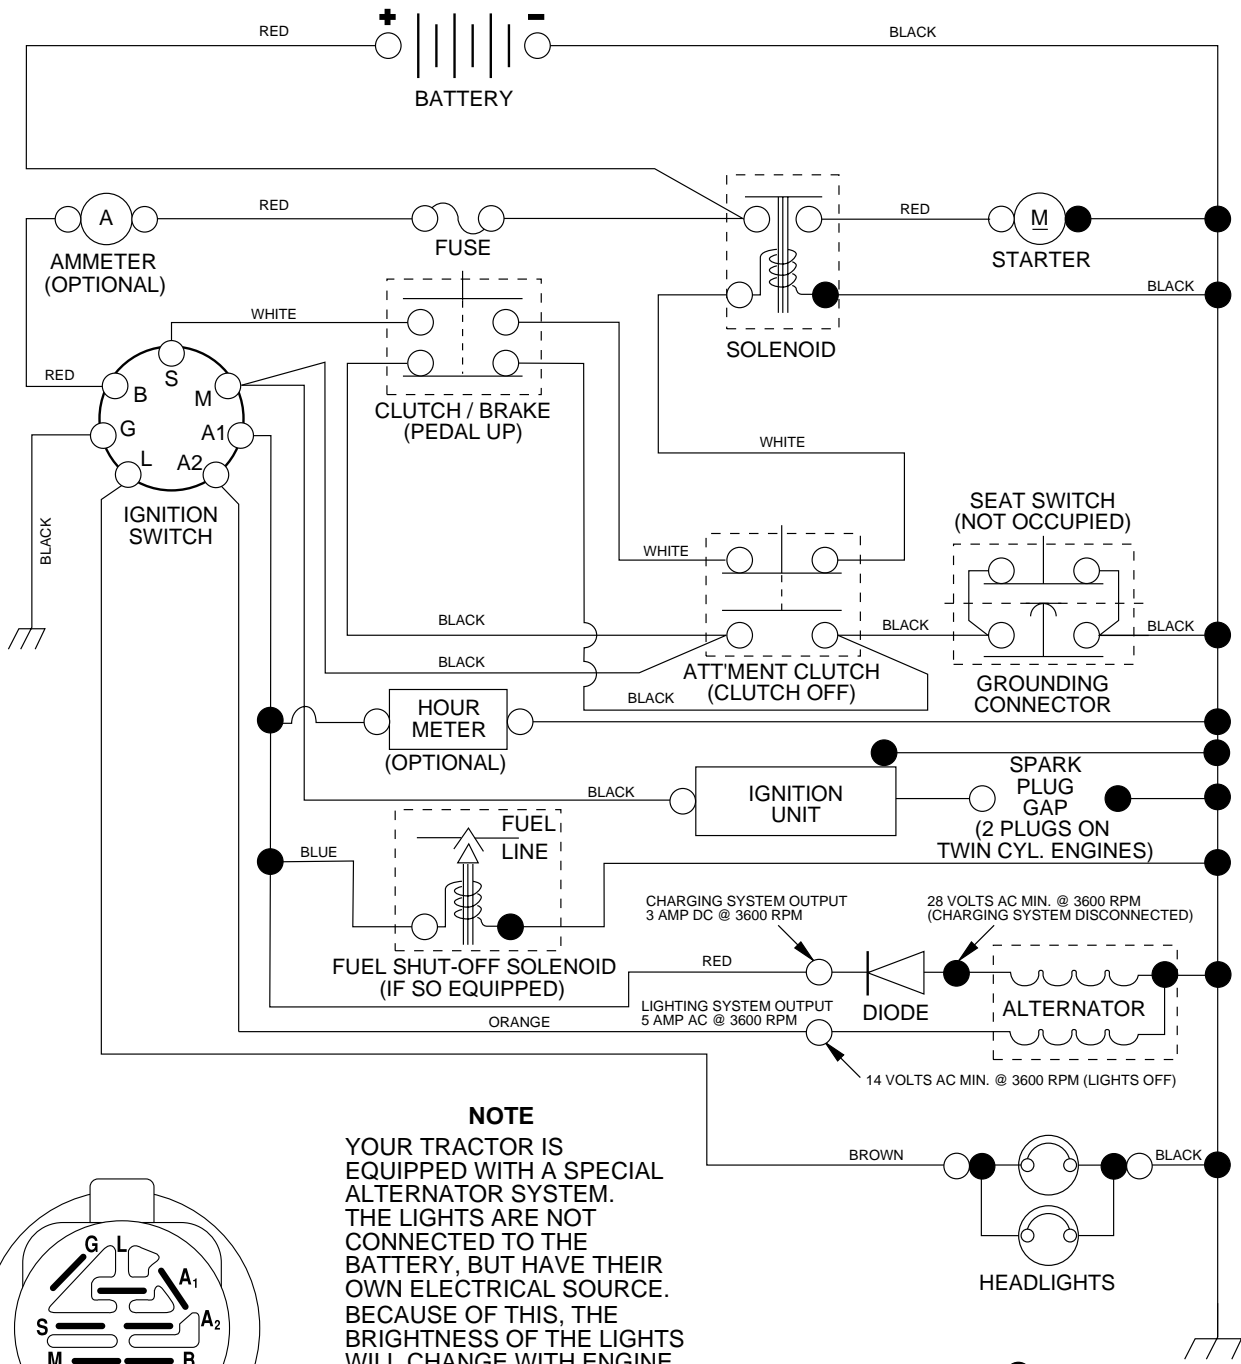 + -
RED
BLACK
BATTERY
A
RED
RED
M
AMMETER
(OPTIONAL)
FUSE
STARTER
BLACK
WHITE
SOLENOID
RED
S
B
M
G
A1
L
A2
CLUTCH / BRAKE
(PEDAL UP)
WHITE
IGNITION
SWITCH
BLACK
SEAT SWITCH
(NOT OCCUPIED)
WHITE
BLACK
BLACK
BLACK
BLACK
ATT'MENT CLUTCH
(CLUTCH OFF)
GROUNDING
CONNECTOR
BLACK
HOUR
METER
(OPTIONAL)
BLACK
IGNITION
UNIT
SPARK
PLUG
GAP
(2 PLUGS ON
TWIN CYL. ENGINES)
FUEL
LINE
BLUE
CHARGING SYSTEM OUTPUT
3 AMP DC @ 3600 RPM
28 VOLTS AC MIN. @ 3600 RPM
(CHARGING SYSTEM DISCONNECTED)
FUEL SHUT-OFF SOLENOID
(IF SO EQUIPPED)
RED
DIODE
ALTERNATOR
LIGHTING SYSTEM OUTPUT
5 AMP AC @ 3600 RPM
ORANGE
14 VOLTS AC MIN. @ 3600 RPM (LIGHTS OFF)
BROWN
BLACK
HEADLIGHTS
NOTE
YOUR TRACTOR IS
EQUIPPED WITH A SPECIAL
ALTERNATOR SYSTEM.
THE LIGHTS ARE NOT
CONNECTED TO THE
BATTERY, BUT HAVE THEIR
OWN ELECTRICAL SOURCE.
BECAUSE OF THIS, THE
BRIGHTNESS OF THE LIGHTS
WILL CHANGE WITH ENGINE
G L
A1
A2
S
M
B